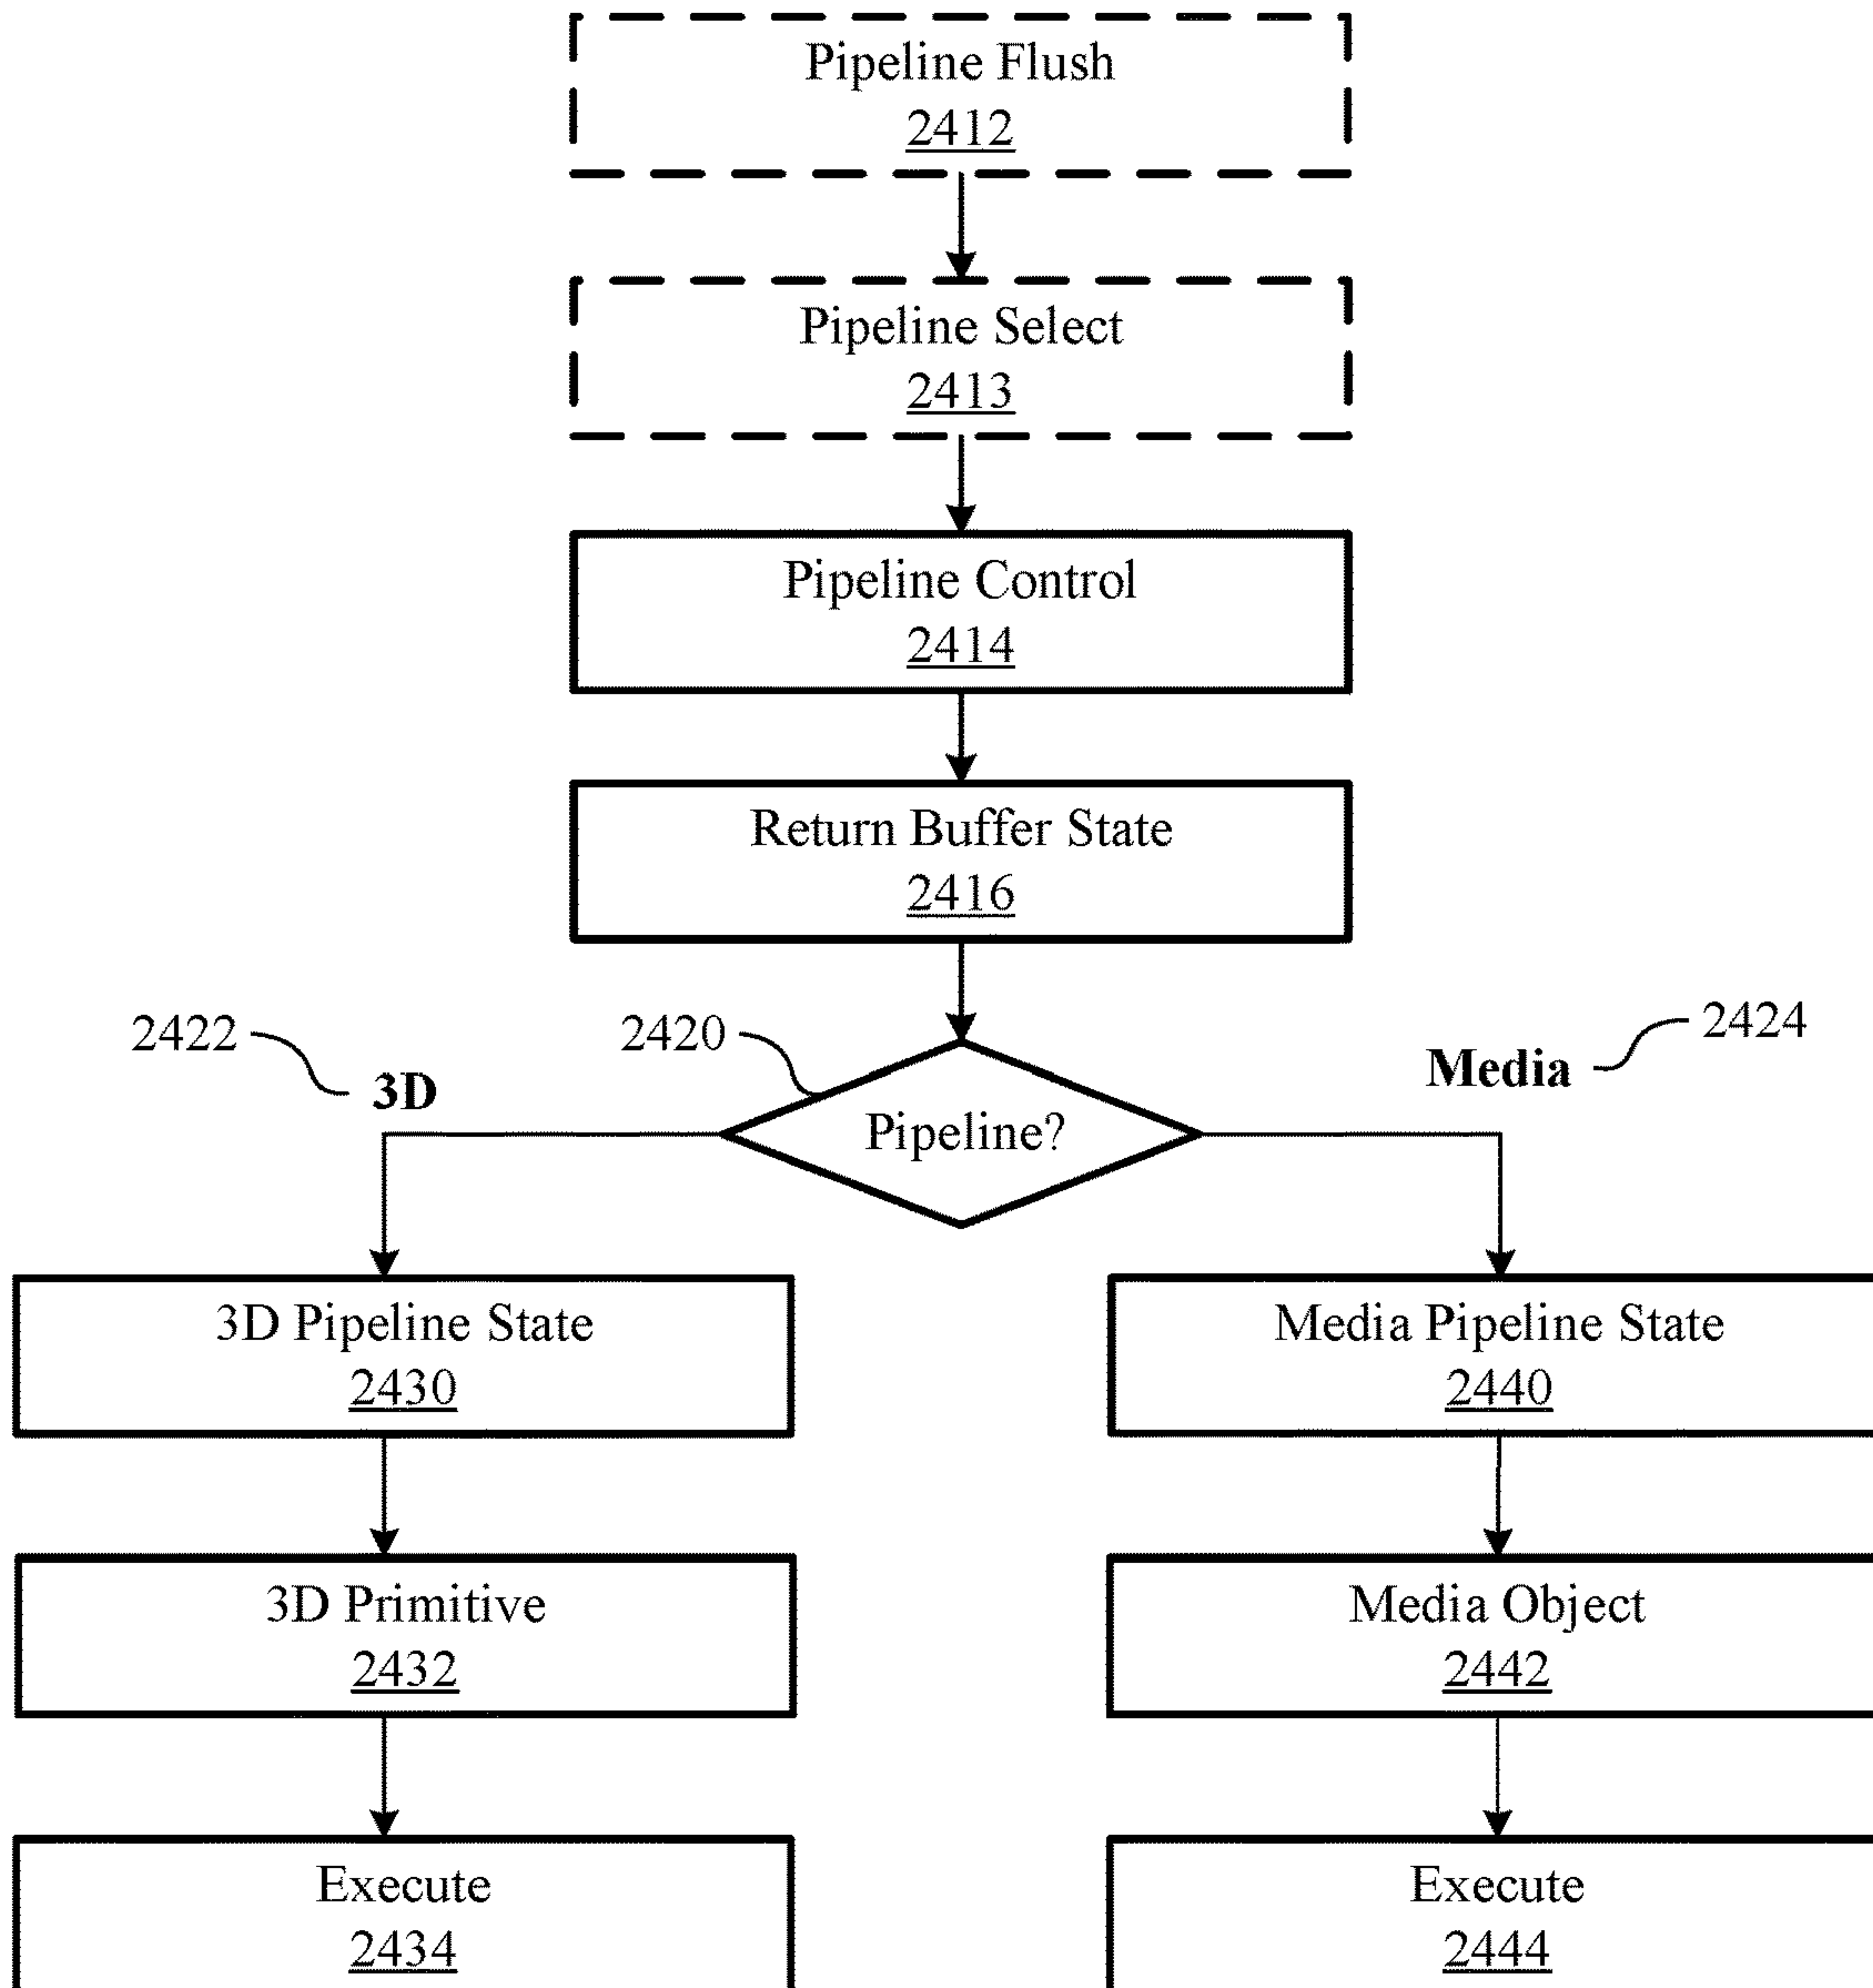 Pipeline Flush
2412
Pipeline Select
2413
Pipeline Control
2414
Return Buffer State
2416
2422
2420
2424
3D
Media
Pipeline?
3D Pipeline State
2430
Media Pipeline State
2440
3D Primitive
2432
Media Object
2442
Execute
2434
Execute
2444